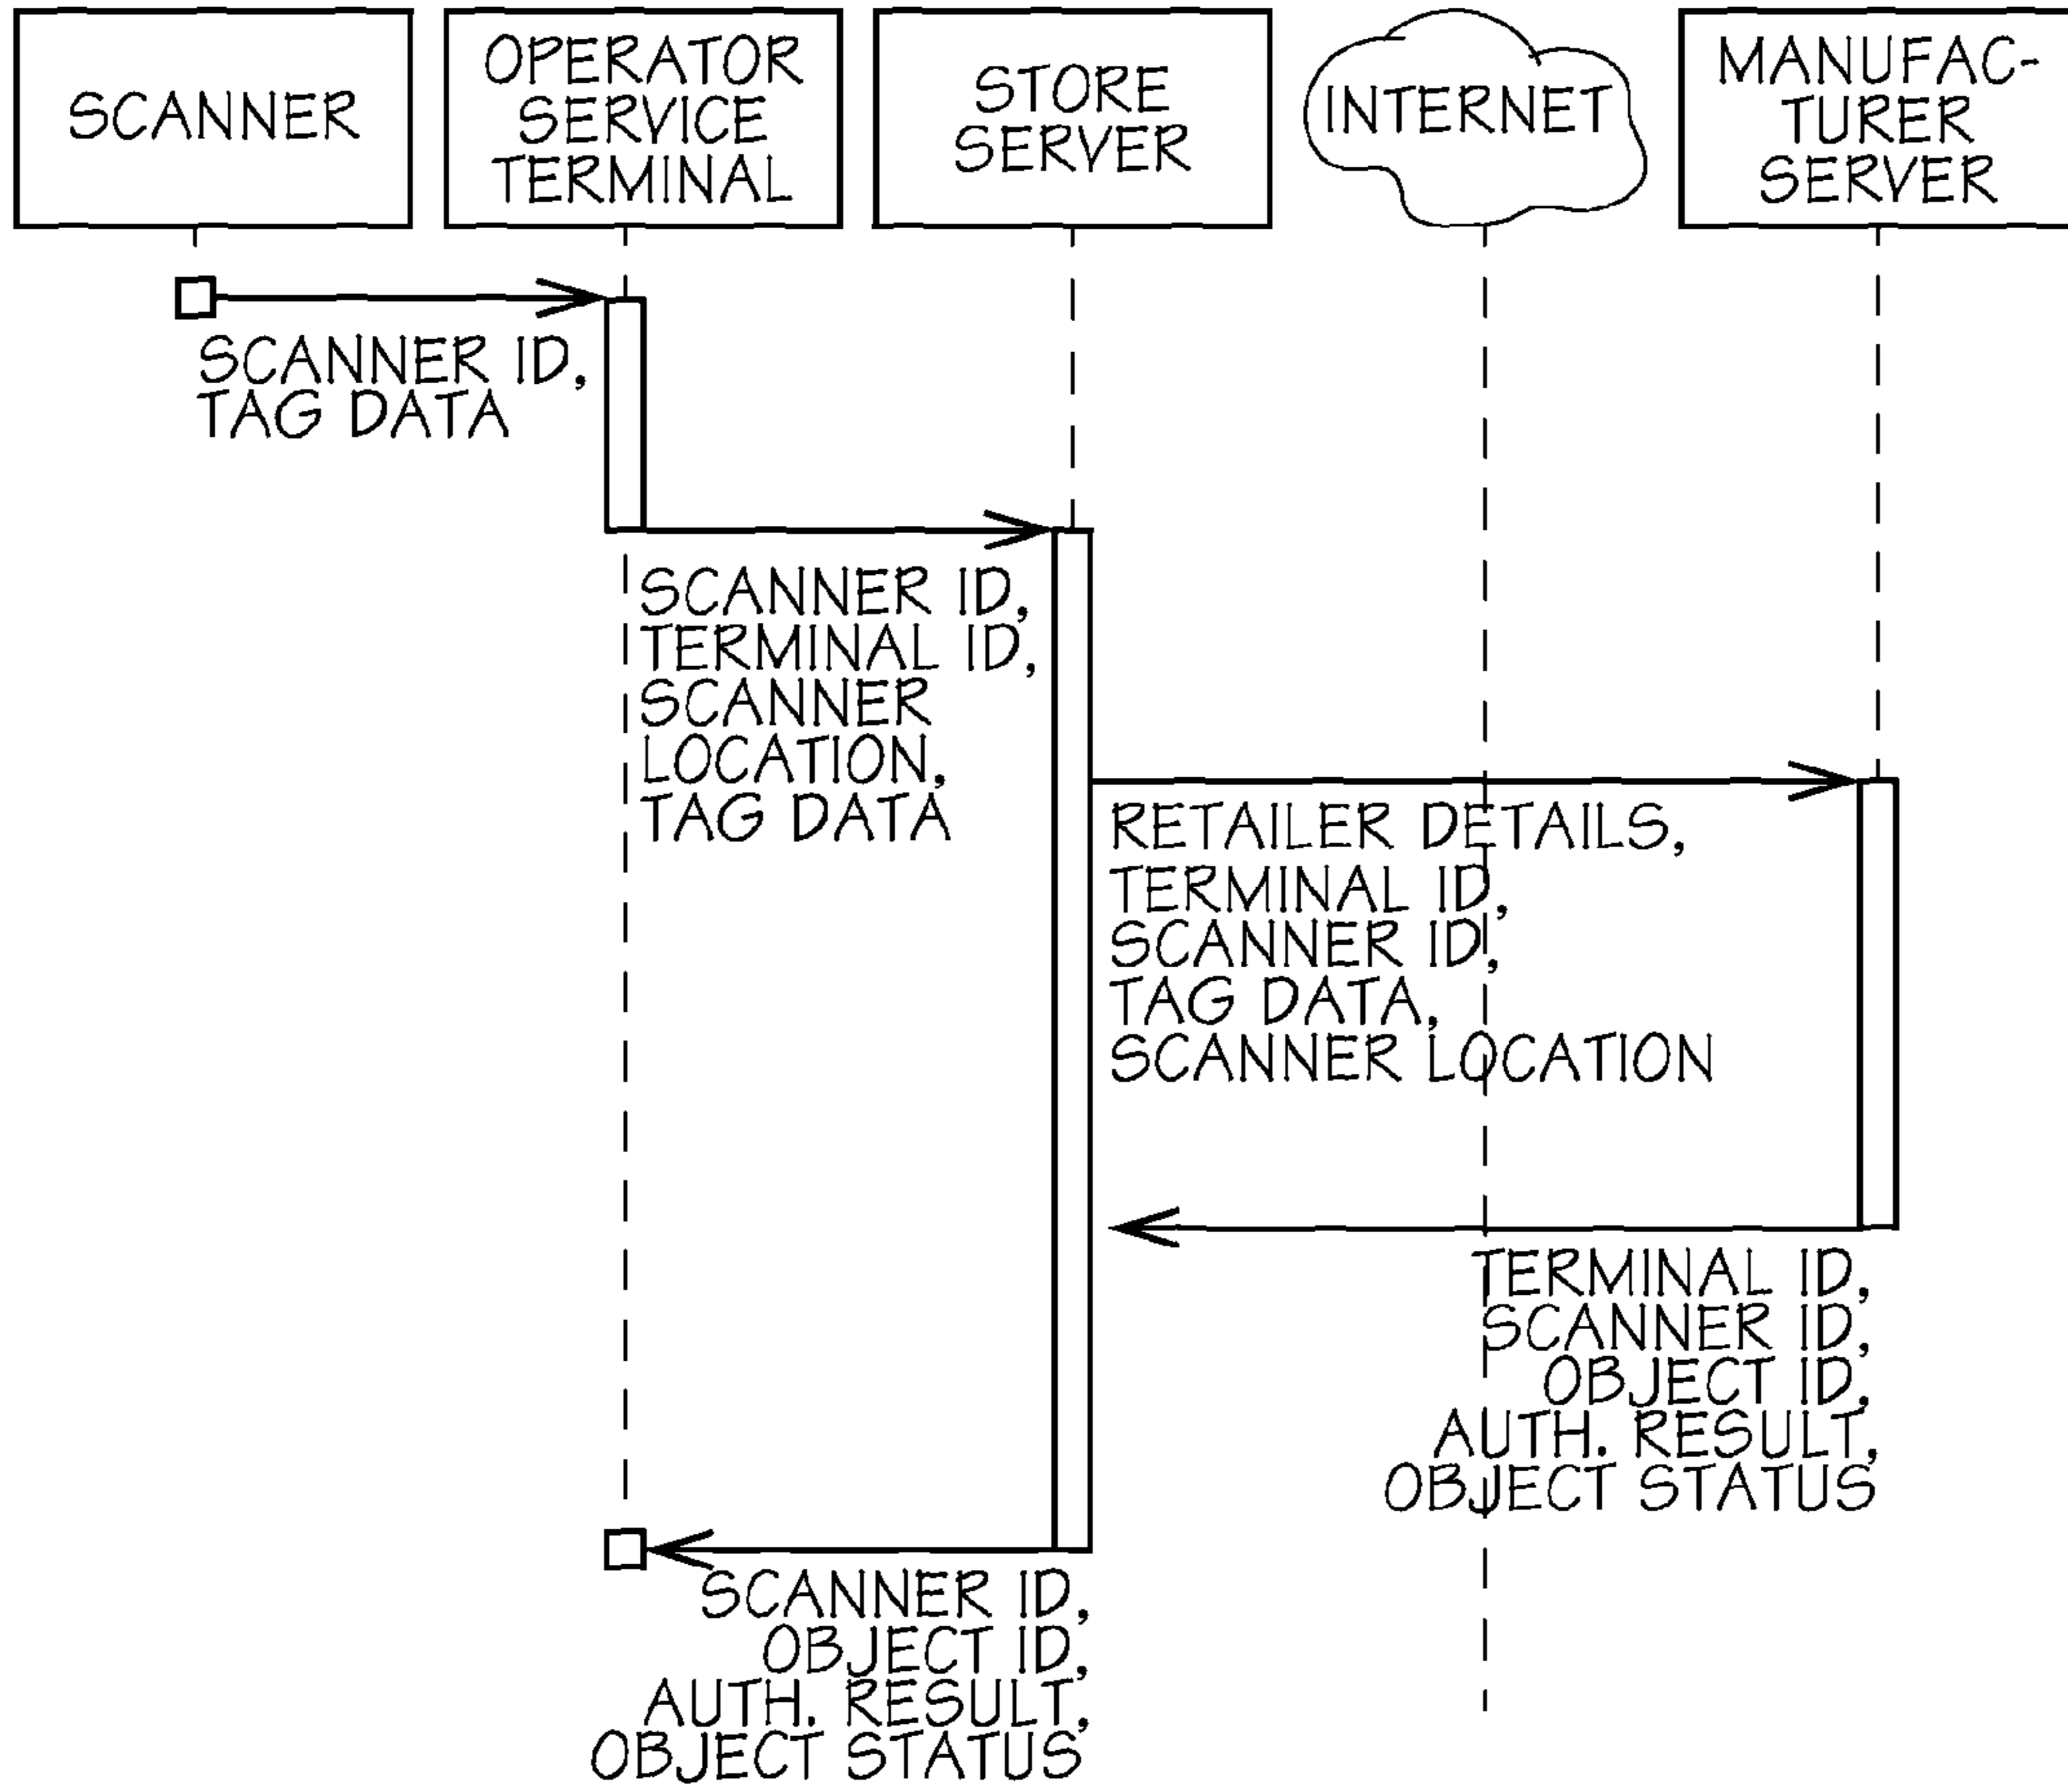 SCANNER
OPERATOR
SERVICE
TERMINAL
STORE
SERVER
INTERNET
MANUFAC-
TURER
SERVER
SCANNER ID,
TAG DATA
SCANNER ID,
TERMINAL ID,
SCANNER
LOCATION,
TAG DATA
RETAILER DETAILS,
TERMINAL ID,
SCANNER ID,
TAG DATA,
SCANNER LOCATION
TERMINAL ID,
SCANNER ID,
OBJECT ID,
AUTH. RESULT,
OBJECT STATUS
SCANNER ID,
OBJECT ID,
AUTH. RESULT,
OBJECT STATUS